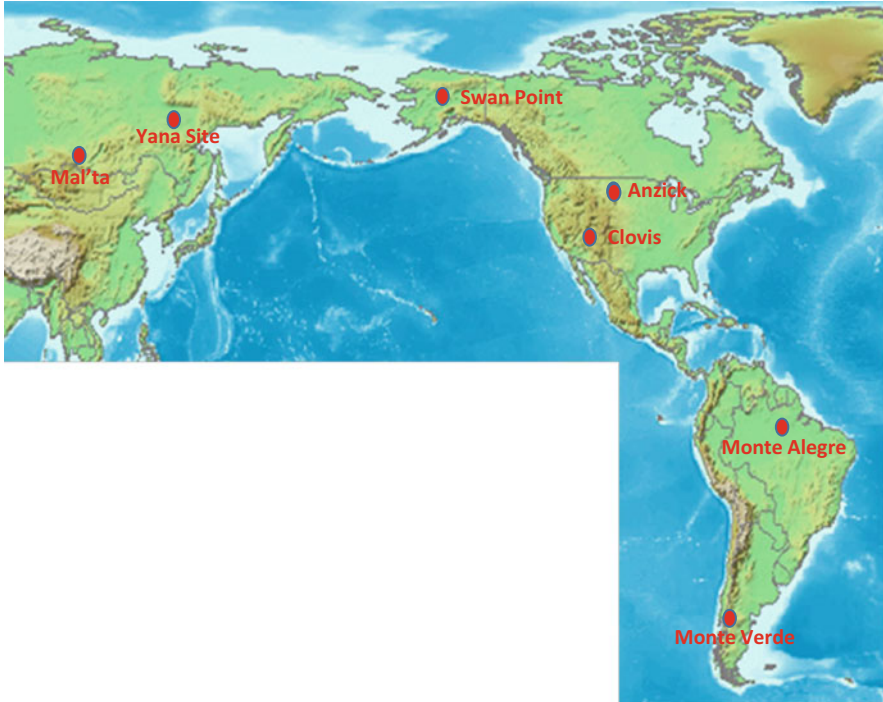 Swan Point
Yana Site
Mal'ta
Anzick
Clovis
Monte Alegre
Monte Verde